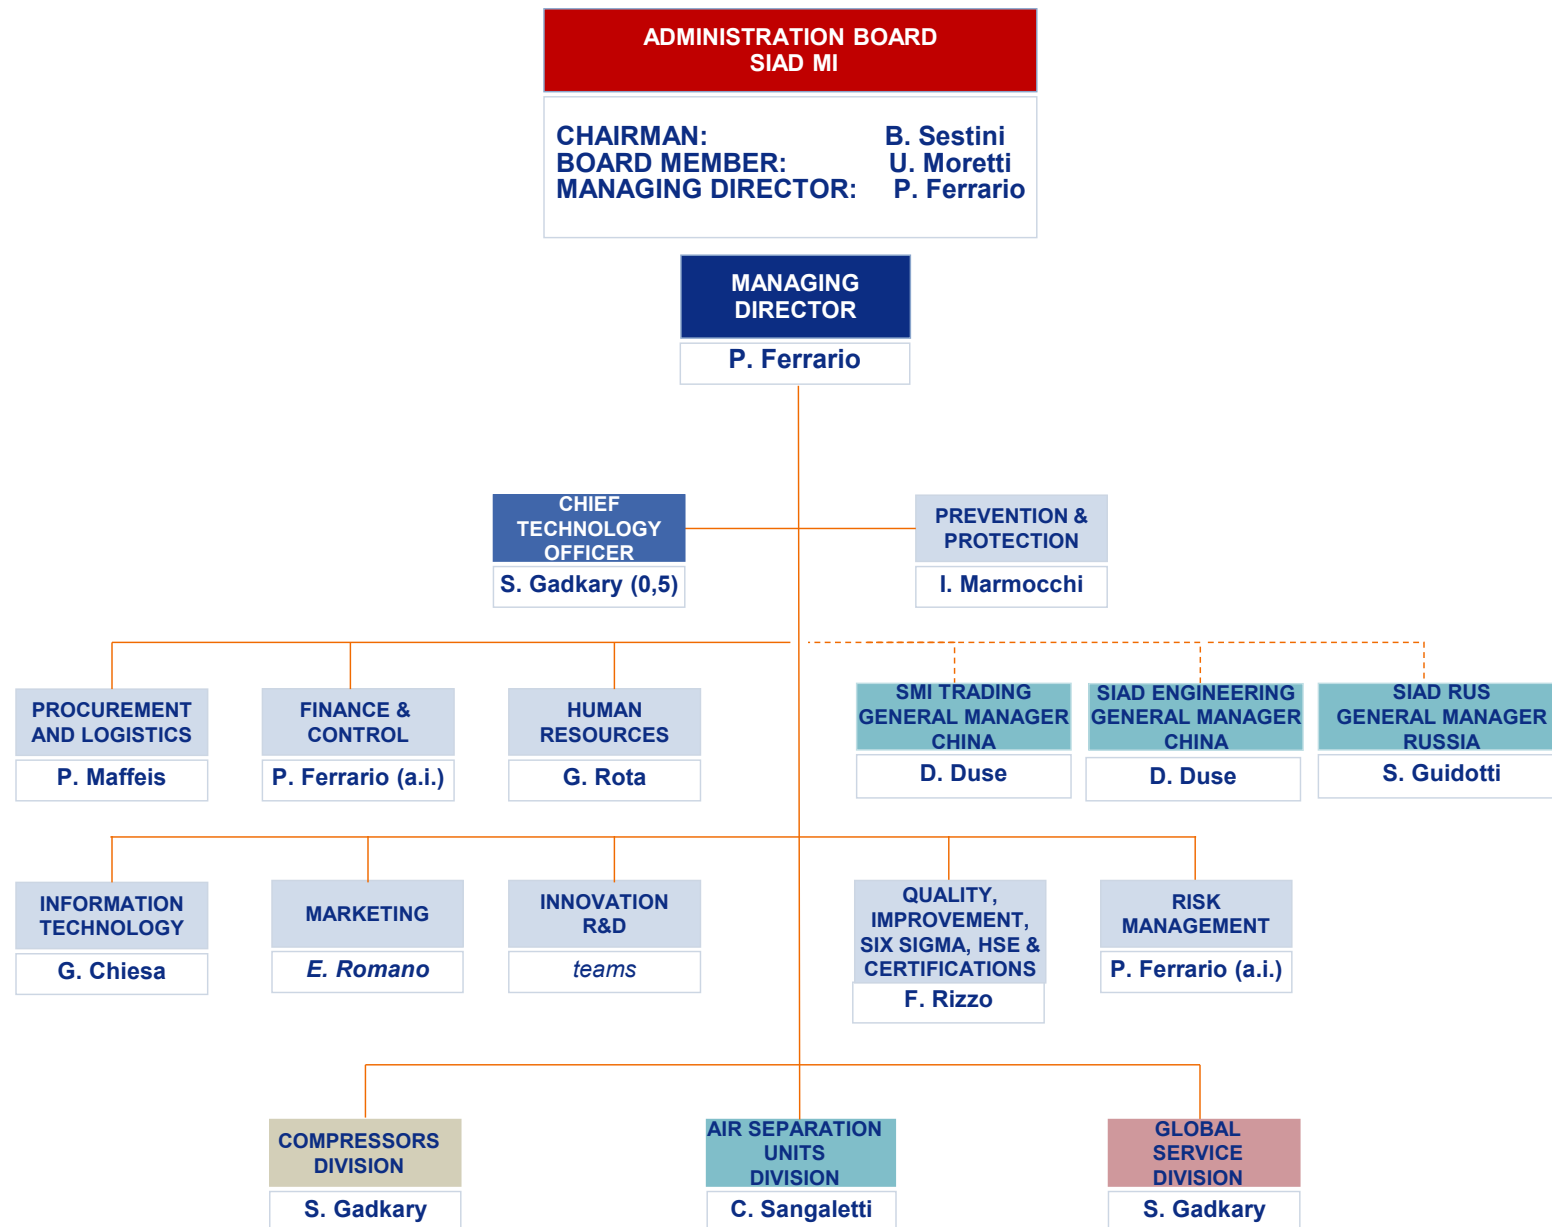 ADMINISTRATION BOARD
SIAD MI
CHAIRMAN: B. Sestini
BOARD MEMBER: U. Moretti
MANAGING DIRECTOR: P. Ferrario
MANAGING
DIRECTOR
P. Ferrario
CHIEF
TECHNOLOGY
OFFICER
S. Gadkary (0,5)
PREVENTION &
PROTECTION
I. Marmocchi
PROCUREMENT
AND LOGISTICS
P. Maffeis
FINANCE &
CONTROL
P. Ferrario (a.i.)
HUMAN
RESOURCES
G. Rota
SMI TRADING
GENERAL MANAGER
CHINA
D. Duse
SIAD ENGINEERING
GENERAL MANAGER
CHINA
D. Duse
SIAD RUS
GENERAL MANAGER
RUSSIA
S. Guidotti
INFORMATION
TECHNOLOGY
G. Chiesa
MARKETING
E. Romano
INNOVATION
R&D
teams
QUALITY,
IMPROVEMENT,
SIX SIGMA, HSE &
CERTIFICATIONS
F. Rizzo
RISK
MANAGEMENT
P. Ferrario (a.i.)
COMPRESSORS
DIVISION
S. Gadkary
AIR SEPARATION
UNITS
DIVISION
C. Sangaletti
GLOBAL
SERVICE
DIVISION
S. Gadkary